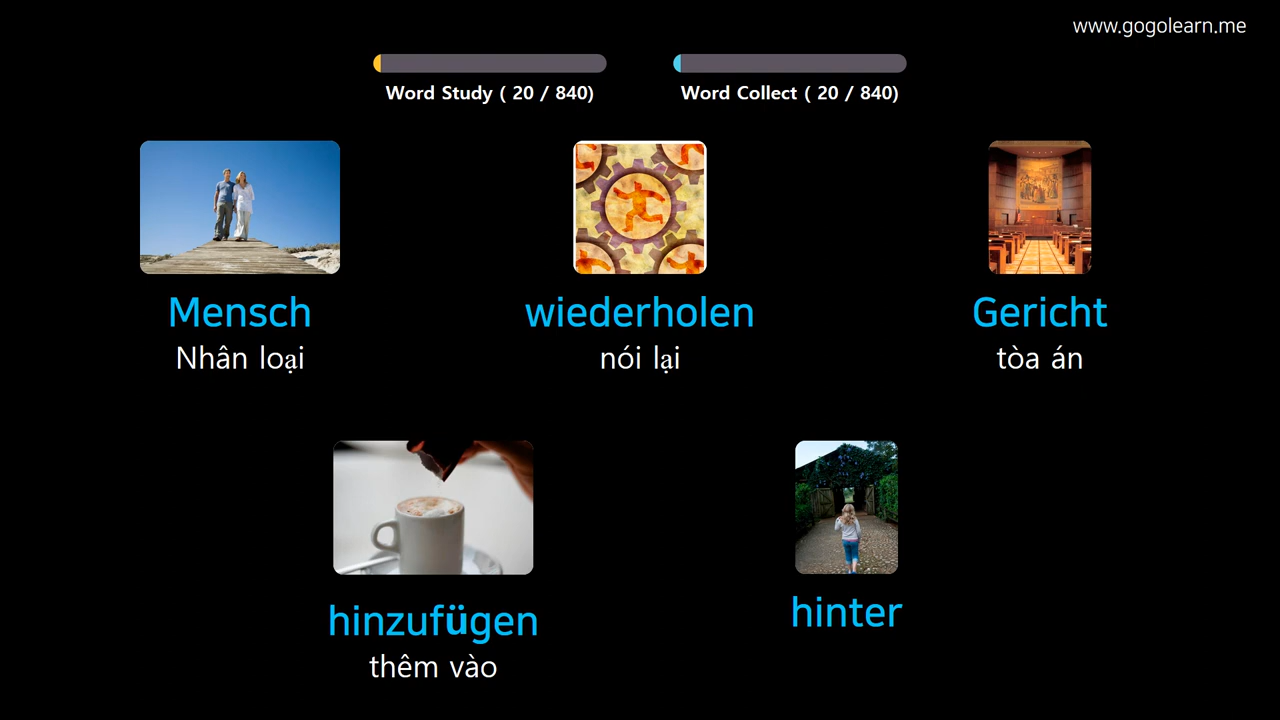 www.gogolearn.me
Word Study ( 20 / 840)
Word Collect ( 20 / 840)
Mensch
Nhân loại
wiederholen
nói lại
Gericht
tòa án
hinzufügen
thêm vào
hinter